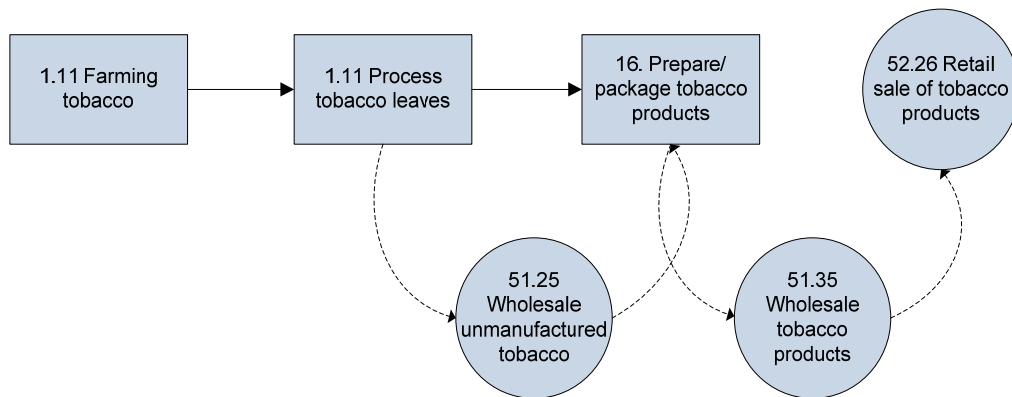 1.11 Farming
tobacco
1.11 Process
tobacco leaves
16. Prepare/
package tobacco
products
52.26 Retail
sale of tobacco
products
51.25
Wholesale
unmanufactured
tobacco
51.35
Wholesale
tobacco
products